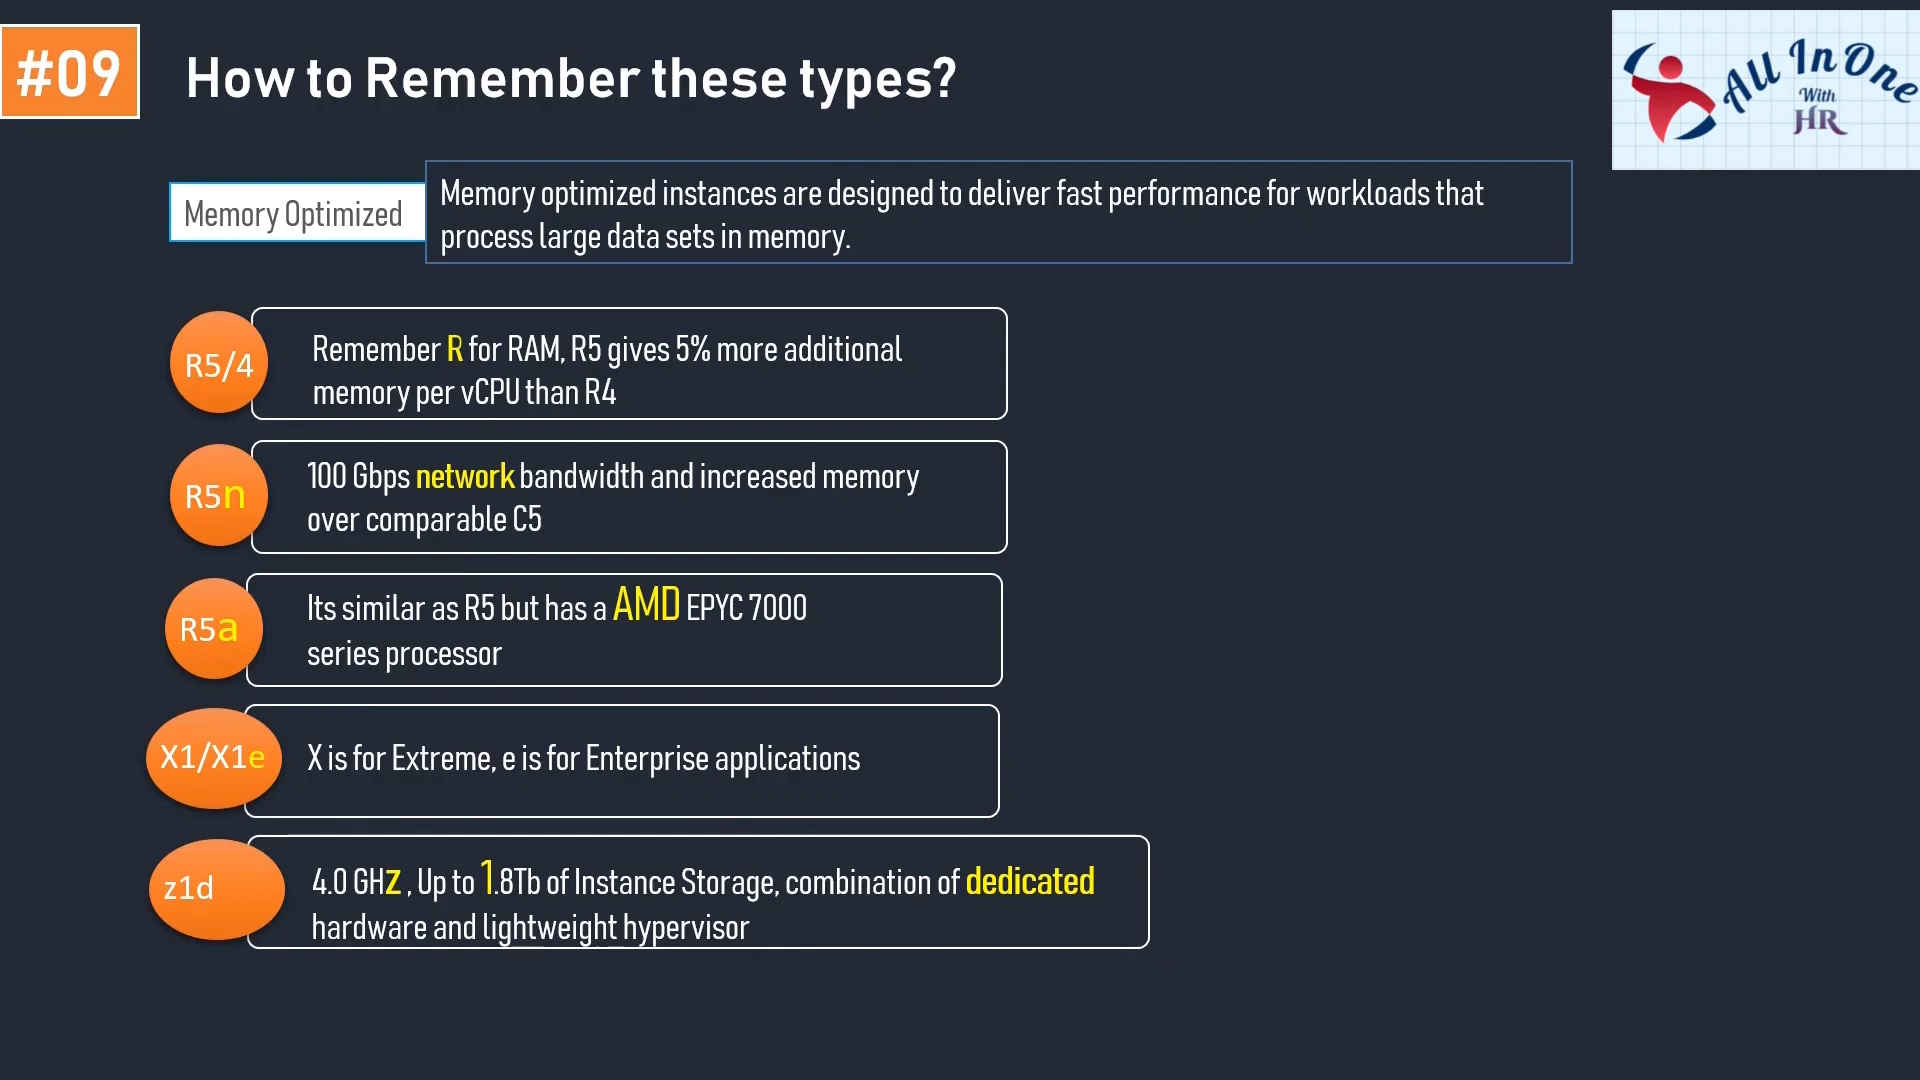 #09
How to Remember these types?
All In One
With
HR
Memory Optimized
Memory optimized instances are designed to deliver fast performance for workloads that
process large data sets in memory.
R5/4
Remember R for RAM, R5 gives 5% more additional
memory per vCPU than R4
R5n
100 Gbps network bandwidth and increased memory
over comparable C5
R5a
Its similar as R5 but has a AMD EPYC 7000
series processor
X1/X1e
X is for Extreme, e is for Enterprise applications
z1d
4.0 GHz , Up to 1.8Tb of Instance Storage, combination of dedicated
hardware and lightweight hypervisor